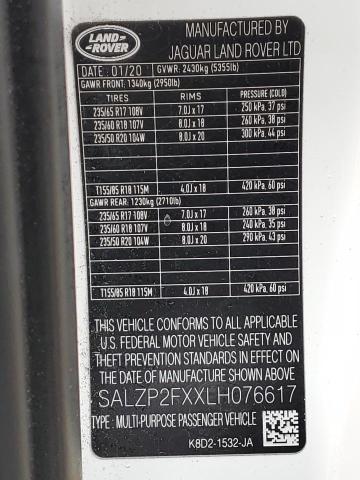 LAND-
ROVER
MANUFACTURED BY
JAGUAR LAND ROVER LTD
DATE : 01/20 GVWR: 2430kg (5355lb)
GAWR FRONT: 1340kg (2950lb)
TIRES RIMS PRESSURE (COLD)
235/65 R17 108V 7.0J x 17 250 kPa, 37 psi
235/60 R18 107V 8.0J x 18 260 kPa, 38 psi
235/50 R20 104W 8.0J x 20 300 kPa, 44 psi
T155/85 R18 115M 4.0J x 18 420 kPa, 60 psi
GAWR REAR: 1230kg (2710lb)
235/65 R17 108V 7.0J x 17 260 kPa, 38 psi
235/60 R18 107V 8.0J x 18 240 kPa, 35 psi
235/50 R20 104W 8.0J x 20 290 kPa, 43 psi
T155/85 R18 115M 4.0J x 18 420 kPa, 60 psi
THIS VEHICLE CONFORMS TO ALL APPLICABLE
U.S. FEDERAL MOTOR VEHICLE SAFETY
AND THEFT PREVENTION STANDARDS IN EFFECT ON
THE DATE OF MANUFACTURE SHOWN ABOVE
SALZP2FXXLH076617
TYPE : MULTI-PURPOSE PASSENGER VEHICLE
K8D2-1532-JA